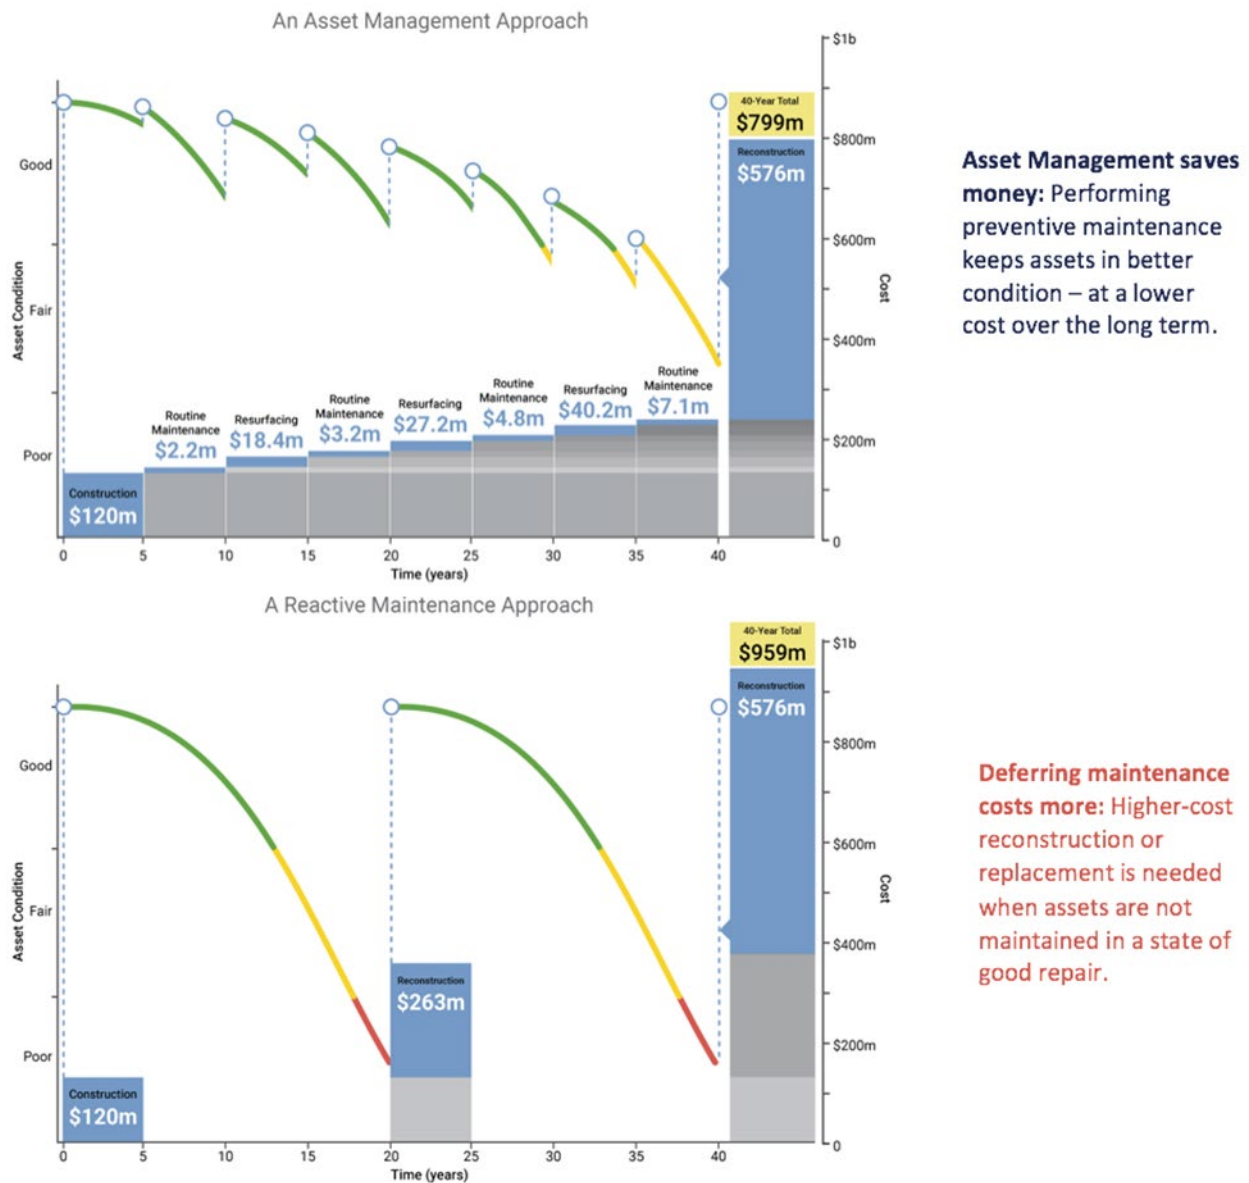 An Asset Management Approach
$1b
40-Year Total
$799m
$800m
Reconstruction
$576m
Good
$600m
Asset Condition
Cost
Fair
$400m
Routine
Maintenance
$2.2m
Resurfacing
$18.4m
Routine
Maintenance
$3.2m
Resurfacing
$27.2m
Routine
Maintenance
$4.8m
Resurfacing
$40.2m
Routine
Maintenance
$7.1m
$200m
Poor
Construction
$120m
0
0 5 10 15 20 25 30 35 40
Time (years)
Asset Management saves
money: Performing
preventive maintenance
keeps assets in better
condition – at a lower
cost over the long term.
A Reactive Maintenance Approach
40-Year Total
$959m
$1b
Reconstruction
$576m
$800m
Good
$600m
Asset Condition
Cost
Fair
$400m
Reconstruction
$263m
$200m
Poor
Construction
$120m
0
0 5 10 15 20 25 30 35 40
Time (years)
Deferring maintenance
costs more: Higher-cost
reconstruction or
replacement is needed
when assets are not
maintained in a state of
good repair.